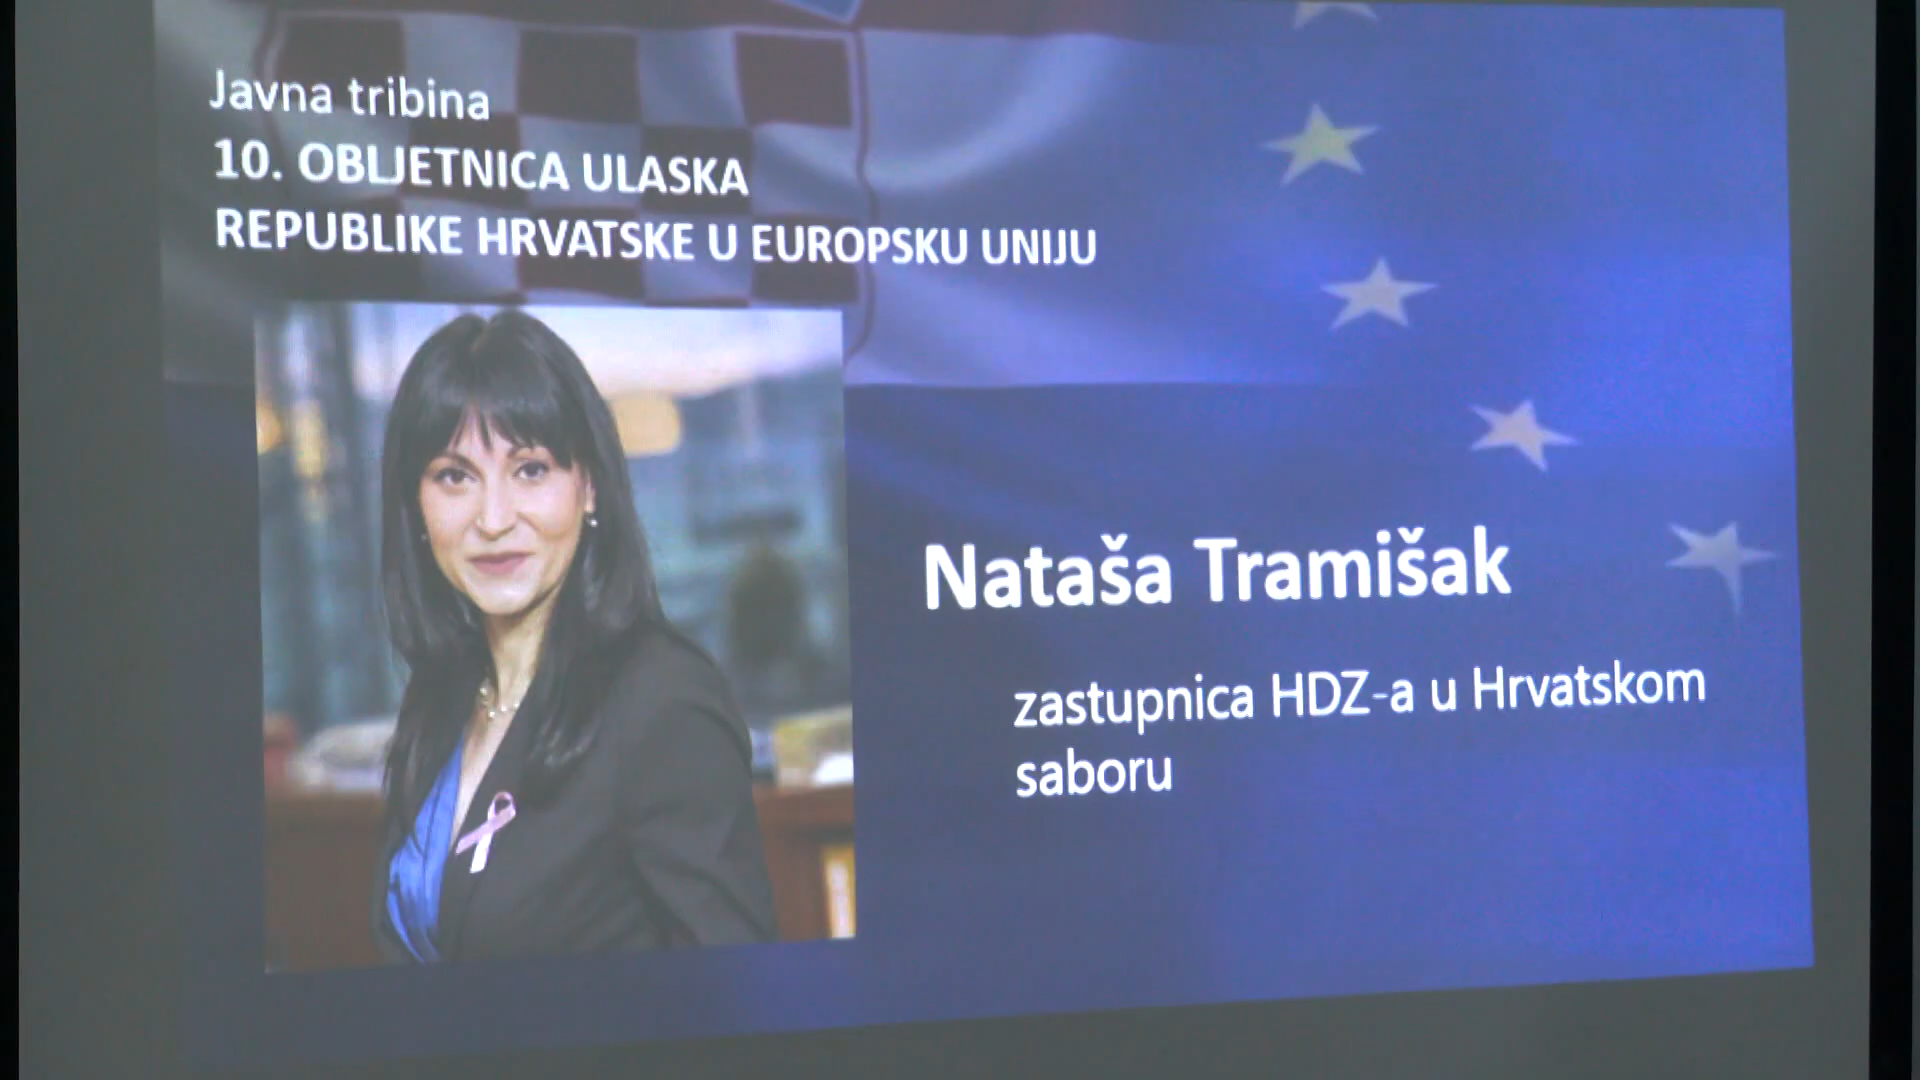 Javna tribina
10. OBLJETNICA ULASKA
REPUBLIKE HRVATSKE U EUROPSKU UNIJU
Nataša Tramišak
zastupnica HDZ-a u Hrvatskom
saboru